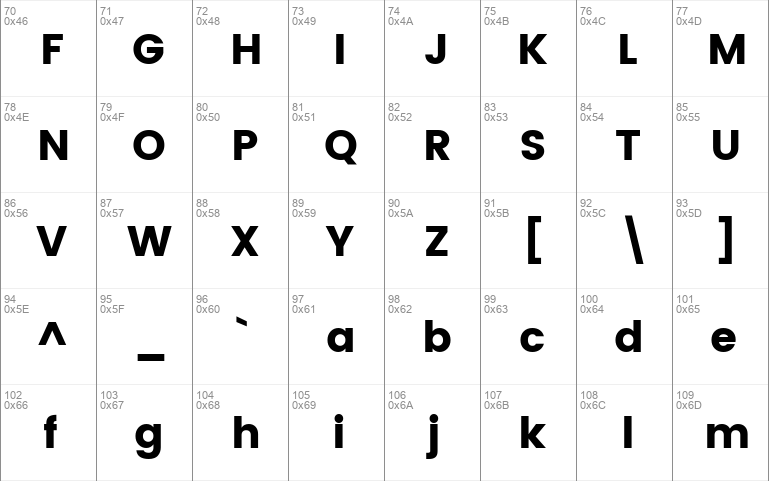 70 71 72 73 74 75 76 77
0x46 0x47 0x48 0x49 0x4A 0x4B 0x4C 0x4D
F G H I J K L M
78 79 80 81 82 83 84 85
0x4E 0x4F 0x50 0x51 0x52 0x53 0x54 0x55
N O P Q R S T U
86 87 88 89 90 91 92 93
0x56 0x57 0x58 0x59 0x5A 0x5B 0x5C 0x5D
V W X Y Z [ \ ]
94 95 96 97 98 99 100 101
0x5E 0x5F 0x60 0x61 0x62 0x63 0x64 0x65
^ _ ` a b c d e
102 103 104 105 106 107 108 109
0x66 0x67 0x68 0x69 0x6A 0x6B 0x6C 0x6D
f g h i j k l m